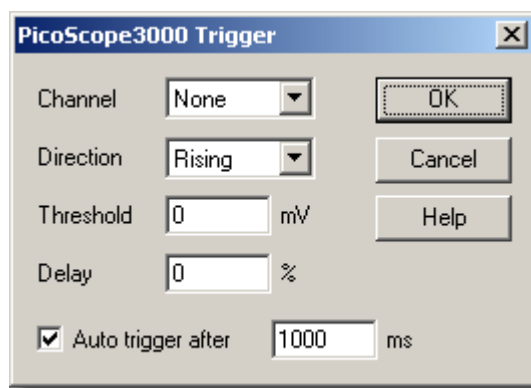 PicoScope3000 Trigger
Channel None OK
Direction Rising Cancel
Threshold 0 mV Help
Delay 0 %
Auto trigger after 1000 ms